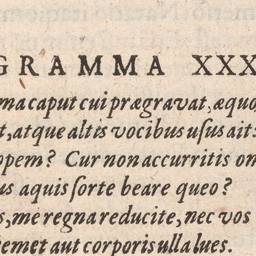 GRAMMA XXX
ma caput cui prægravat, æquo
t, atque altis vocibus uſus ait:
opem? Cur non accurritis om
us aquis forte beare queo?
s, me regna reducite, nec vos
emet aut corporis ulla lues.